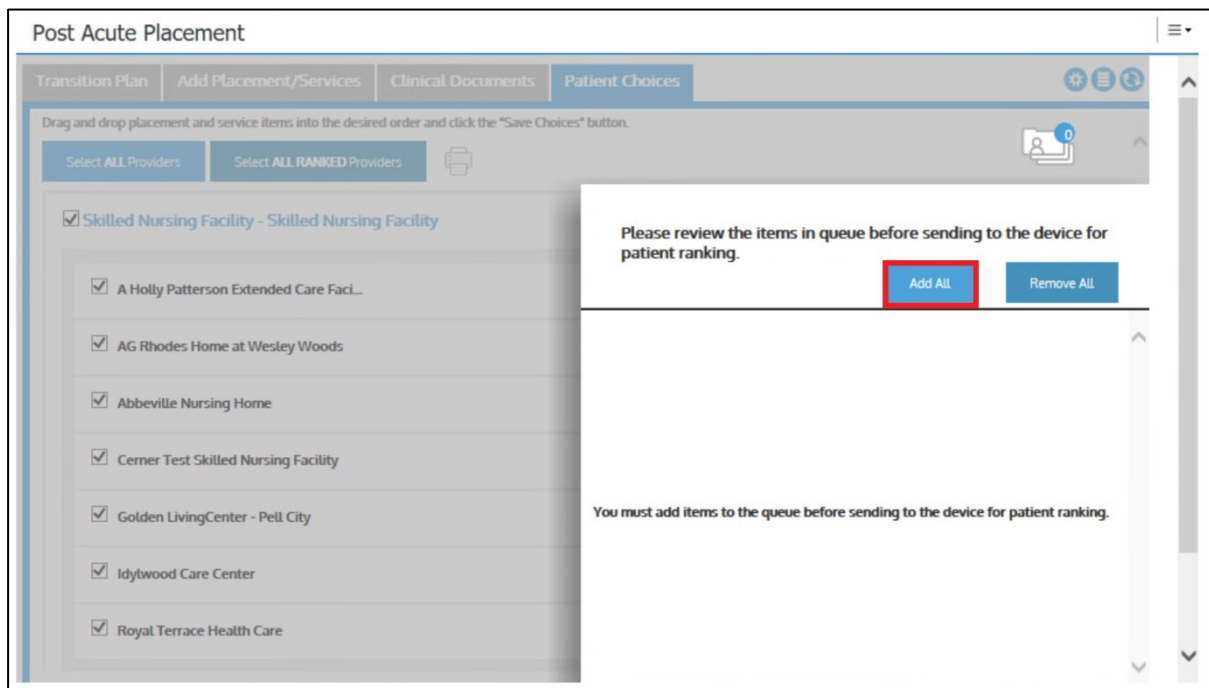 Post Acute Placement
Transition Plan
Add Placement/Services
Clinical Documents
Patient Choices
Drag and drop placement and service items into the desired order and click the "Save Choices" button.
0
Select ALL Providers
Select ALL RANKED Providers
Skilled Nursing Facility - Skilled Nursing Facility
A Holly Patterson Extended Care Faci...
AG Rhodes Home at Wesley Woods
Abbeville Nursing Home
Cerner Test Skilled Nursing Facility
Golden LivingCenter - Pell City
Idylwood Care Center
Royal Terrace Health Care
Please review the items in queue before sending to the device for
patient ranking.
Add All
Remove All
You must add items to the queue before sending to the device for patient ranking.